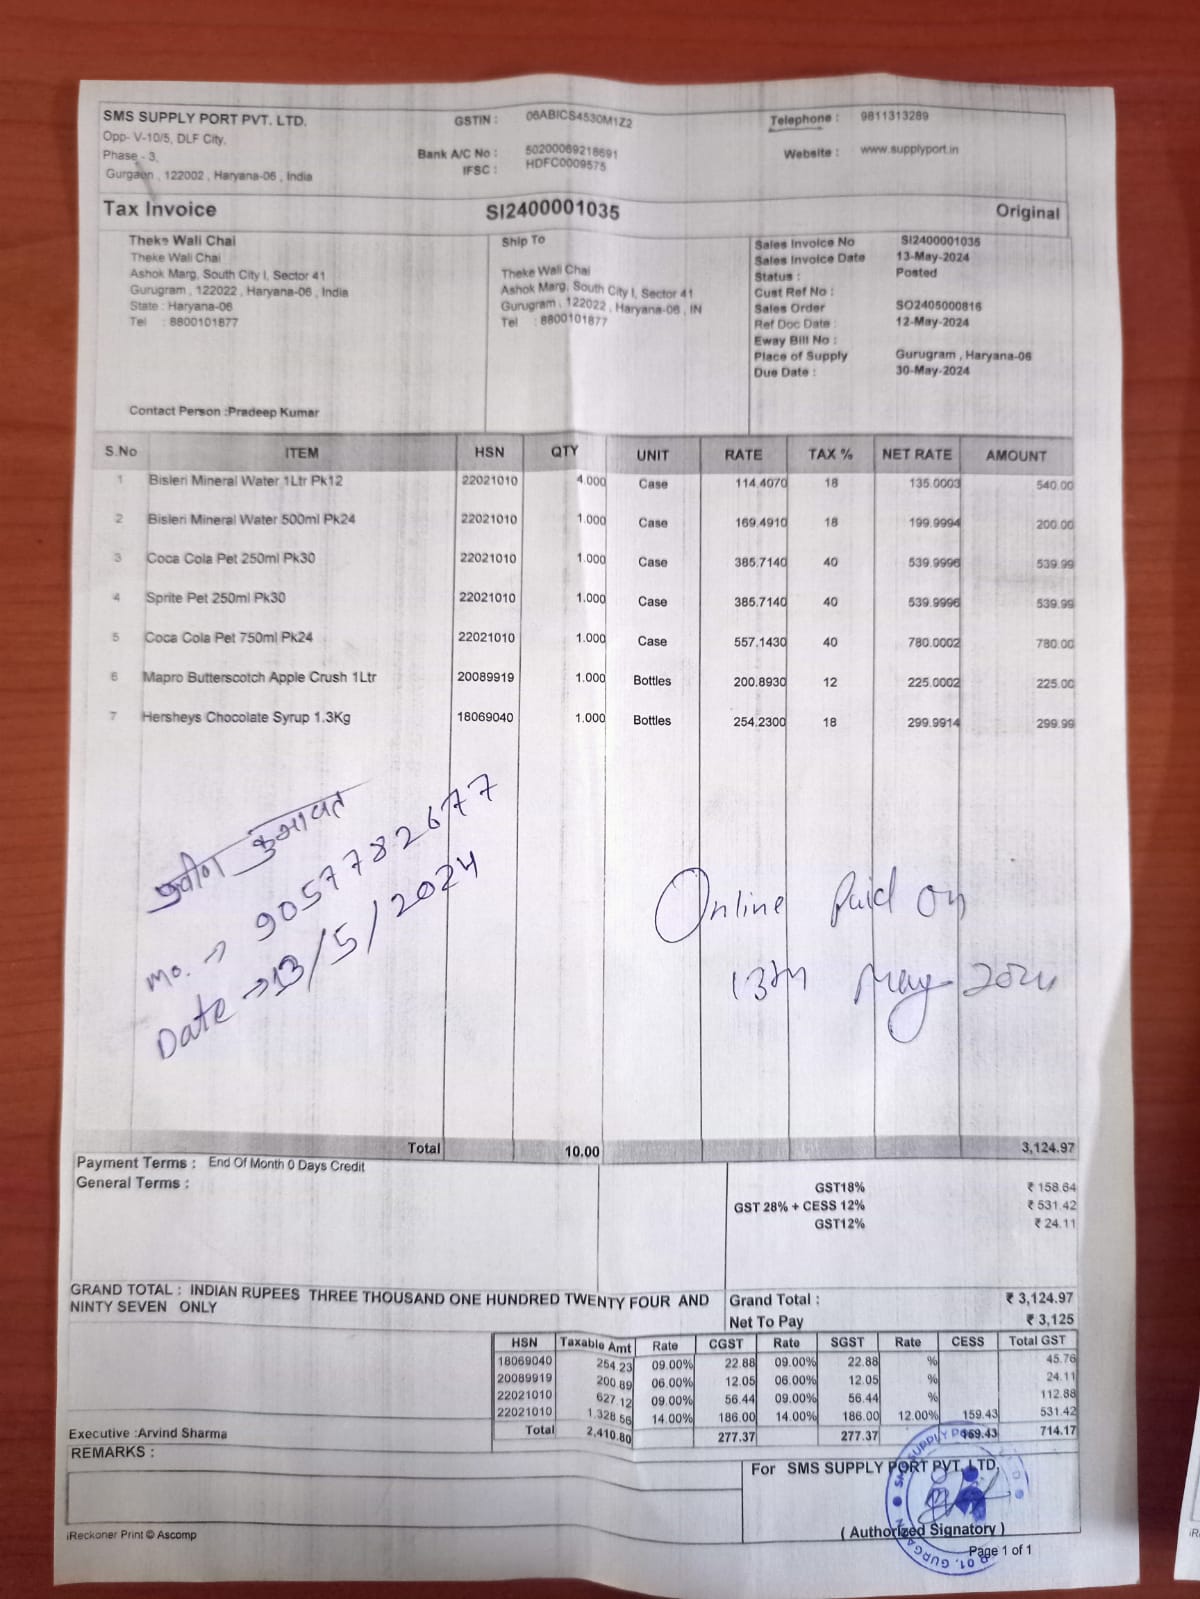 SMS SUPPLY PORT PVT. LTD.
Opp- V-10/5, DLF City,
Phase - 3,
Gurgaon , 122002 , Haryana-06 , India
GSTIN : 06ABICS4530M1Z2
Bank A/C No : 50200069218691
IFSC : HDFC0009575
Telephone : 9811313289
Website : www.supplyport.in
Tax Invoice SI2400001035 Original
Theke Wali Chai
Theke Wali Chai
Ashok Marg, South City I, Sector 41
Gurugram , 122022 , Haryana-06 , India
State : Haryana-06
Tel : 8800101877
Contact Person :Pradeep Kumar
Ship To
Theke Wali Chai
Ashok Marg, South City I, Sector 41
Gurugram , 122022 , Haryana-06 , IN
Tel : 8800101877
Sales Invoice No SI2400001035
Sales Invoice Date 13-May-2024
Status : Posted
Cust Ref No :
Sales Order SO2405000816
Ref Doc Date : 12-May-2024
Eway Bill No :
Place of Supply Gurugram , Haryana-06
Due Date : 30-May-2024
S.No ITEM HSN QTY UNIT RATE TAX % NET RATE AMOUNT
1 Bisleri Mineral Water 1Ltr Pk12 22021010 4.000 Case 114.4070 18 135.0003 540.00
2 Bisleri Mineral Water 500ml Pk24 22021010 1.000 Case 169.4910 18 199.9994 200.00
3 Coca Cola Pet 250ml Pk30 22021010 1.000 Case 385.7140 40 539.9996 539.99
4 Sprite Pet 250ml Pk30 22021010 1.000 Case 385.7140 40 539.9996 539.99
5 Coca Cola Pet 750ml Pk24 22021010 1.000 Case 557.1430 40 780.0002 780.00
6 Mapro Butterscotch Apple Crush 1Ltr 20089919 1.000 Bottles 200.8930 12 225.0002 225.00
7 Hersheys Chocolate Syrup 1.3Kg 18069040 1.000 Bottles 254.2300 18 299.9914 299.99
प्रवीण कुमावत
Mo. → 9057782677
Date → 13/5/2024
Online Paid on
13th May 2024
Total 10.00 3,124.97
Payment Terms : End Of Month 0 Days Credit
General Terms :
GST18% ₹ 158.64
GST 28% + CESS 12% ₹ 531.42
GST12% ₹ 24.11
GRAND TOTAL : INDIAN RUPEES THREE THOUSAND ONE HUNDRED TWENTY FOUR AND
NINTY SEVEN ONLY
Grand Total : ₹ 3,124.97
Net To Pay ₹ 3,125
HSN Taxable Amt Rate CGST Rate SGST Rate CESS Total GST
18069040 254.23 09.00% 22.88 09.00% 22.88 % 45.76
20089919 200.89 06.00% 12.05 06.00% 12.05 % 24.11
22021010 627.12 09.00% 56.44 09.00% 56.44 % 112.88
22021010 1,328.56 14.00% 186.00 14.00% 186.00 12.00% 159.43 531.42
Total 2,410.80 277.37 277.37 159.43 714.17
Executive :Arvind Sharma
REMARKS :
For SMS SUPPLY PORT PVT. LTD,
( Authorized Signatory )
iReckoner Print © Ascomp
Page 1 of 1